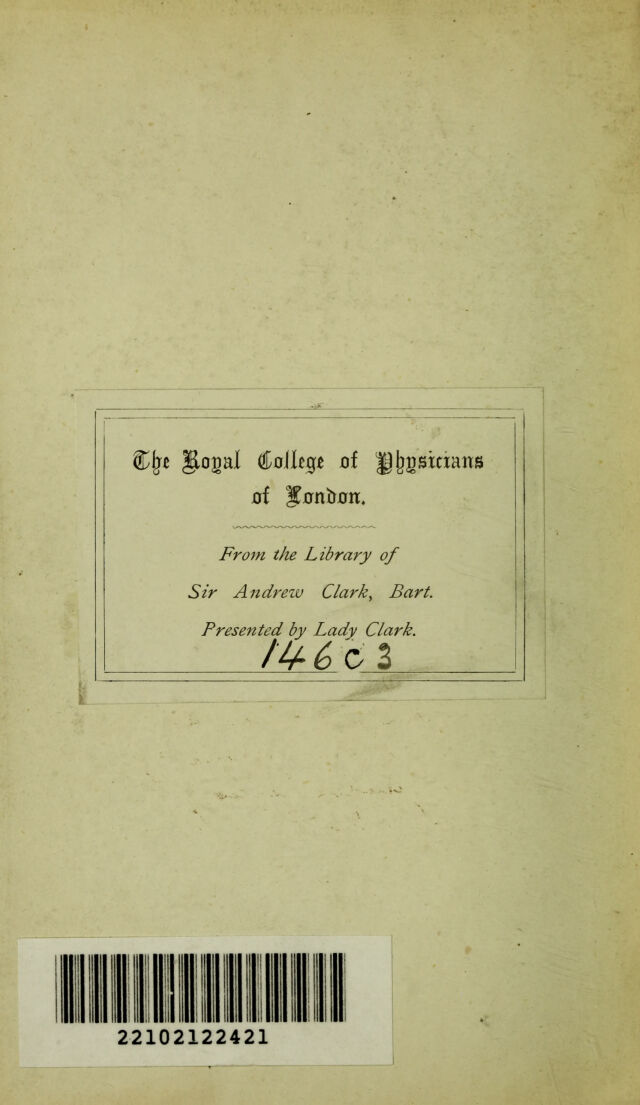 The Royal College of Physicians
of London.
From the Library of
Sir Andrew Clark, Bart.
Presented by Lady Clark.
146 C 3
22102122421